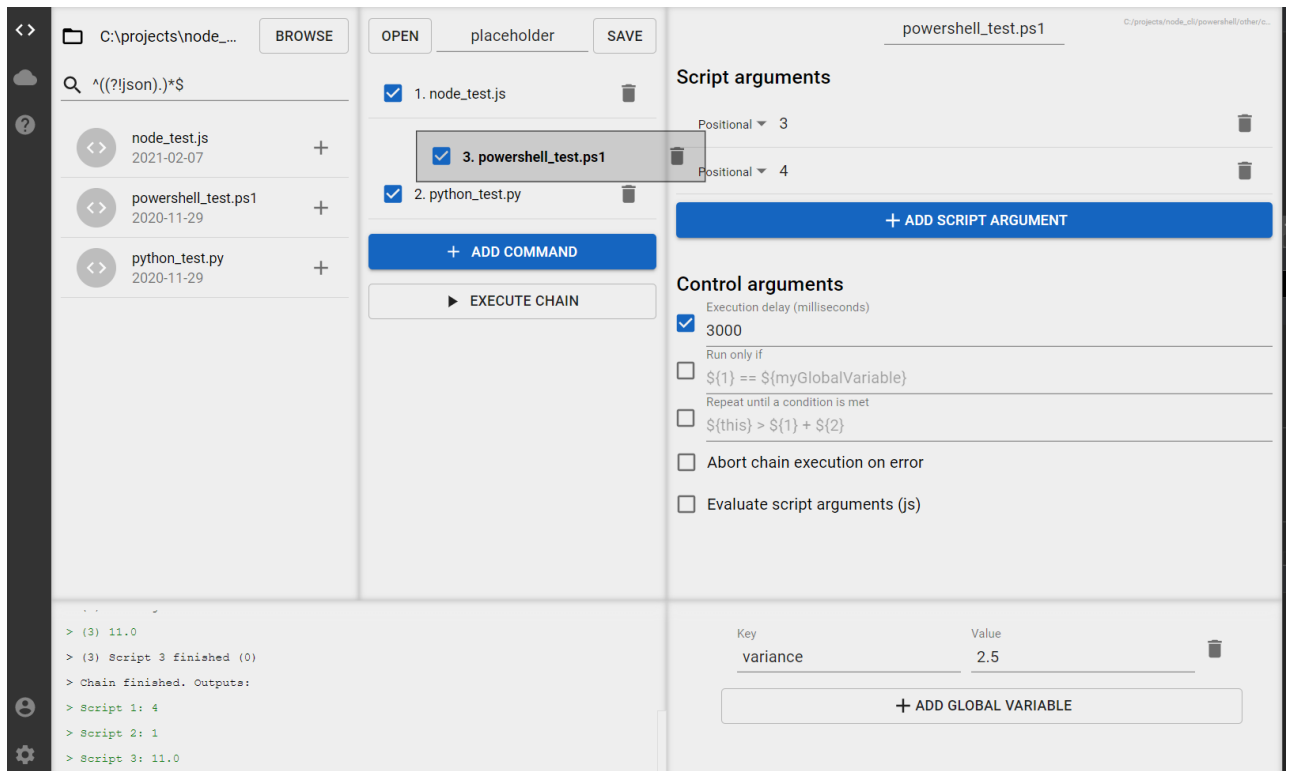 C:\projects\node_...
BROWSE
^((?!json).)*$
node_test.js
2021-02-07
powershell_test.ps1
2020-11-29
python_test.py
2020-11-29
OPEN
placeholder
SAVE
1. node_test.js
3. powershell_test.ps1
2. python_test.py
+ ADD COMMAND
EXECUTE CHAIN
powershell_test.ps1
C:/projects/node_cli/powershell/other/c...
Script arguments
Positional 3
Positional 4
+ ADD SCRIPT ARGUMENT
Control arguments
Execution delay (milliseconds)
3000
Run only if
${1} == ${myGlobalVariable}
Repeat until a condition is met
${this} > ${1} + ${2}
Abort chain execution on error
Evaluate script arguments (js)
> (3) 11.0
> (3) Script 3 finished (0)
> Chain finished. Outputs:
> Script 1: 4
> Script 2: 1
> Script 3: 11.0
Key
variance
Value
2.5
+ ADD GLOBAL VARIABLE